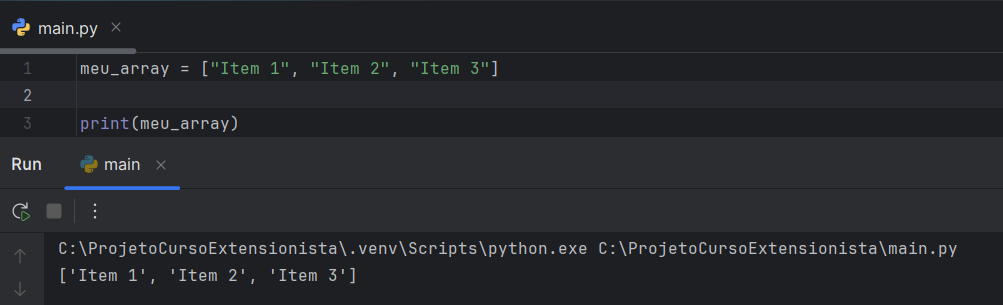 main.py
1 meu_array = ["Item 1", "Item 2", "Item 3"]
2
3 print(meu_array)
Run main
C:\ProjetoCursoExtensionista\.venv\Scripts\python.exe C:\ProjetoCursoExtensionista\main.py
['Item 1', 'Item 2', 'Item 3']